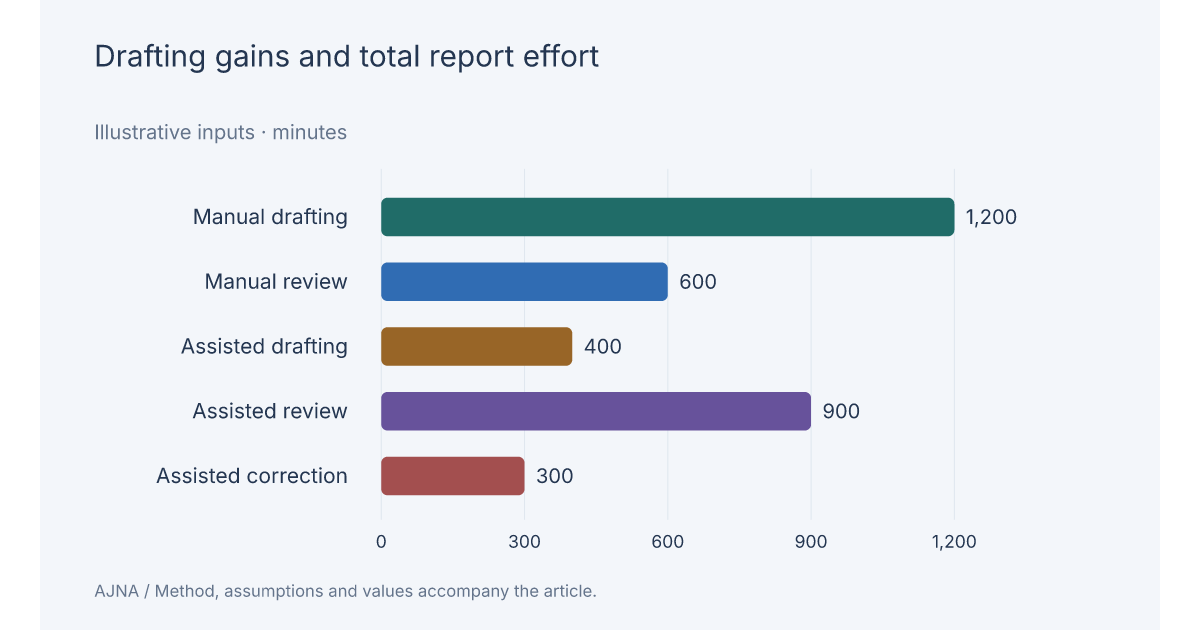 Drafting gains and total report effort
Illustrative inputs · minutes
Manual drafting 1,200
Manual review 600
Assisted drafting 400
Assisted review 900
Assisted correction 300
0 300 600 900 1,200
AJNA / Method, assumptions and values accompany the article.